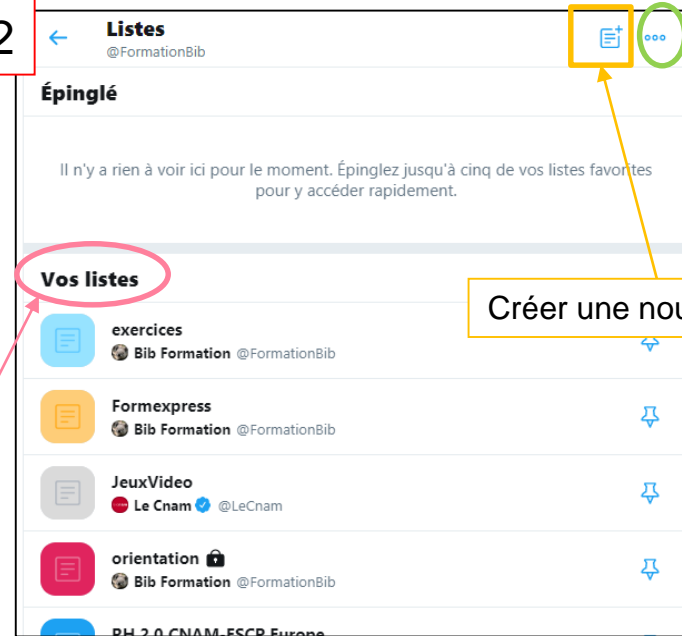 2
Listes
@FormationBib
Épinglé
Il n'y a rien à voir ici pour le moment. Épinglez jusqu'à cinq de vos listes favorites
pour y accéder rapidement.
Vos listes
Créer une nou
exercices
Bib Formation @FormationBib
Formexpress
Bib Formation @FormationBib
JeuxVideo
Le Cnam @LeCnam
orientation
Bib Formation @FormationBib
RH 2.0 CNAM-ESCP Europe